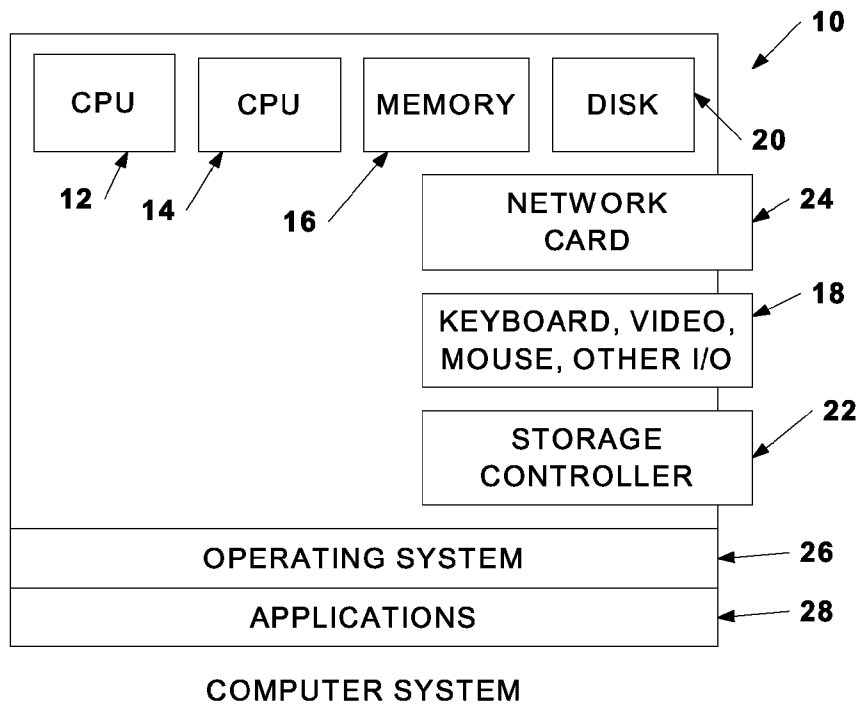 10
CPU
CPU
MEMORY
DISK
12
14
16
20
NETWORK
CARD
24
KEYBOARD, VIDEO,
MOUSE, OTHER I/O
18
STORAGE
CONTROLLER
22
OPERATING SYSTEM
26
APPLICATIONS
28
COMPUTER SYSTEM